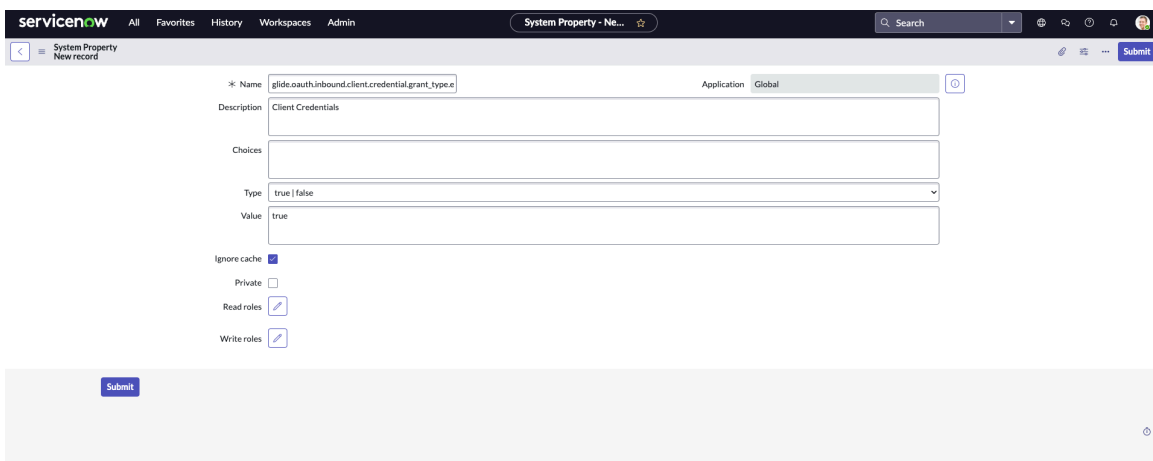 servicenow All Favorites History Workspaces Admin System Property - Ne... Search
System Property
New record
Submit
Name glide.oauth.inbound.client.credential.grant_type.e Application Global
Description Client Credentials
Choices
Type true | false
Value true
Ignore cache
Private
Read roles
Write roles
Submit